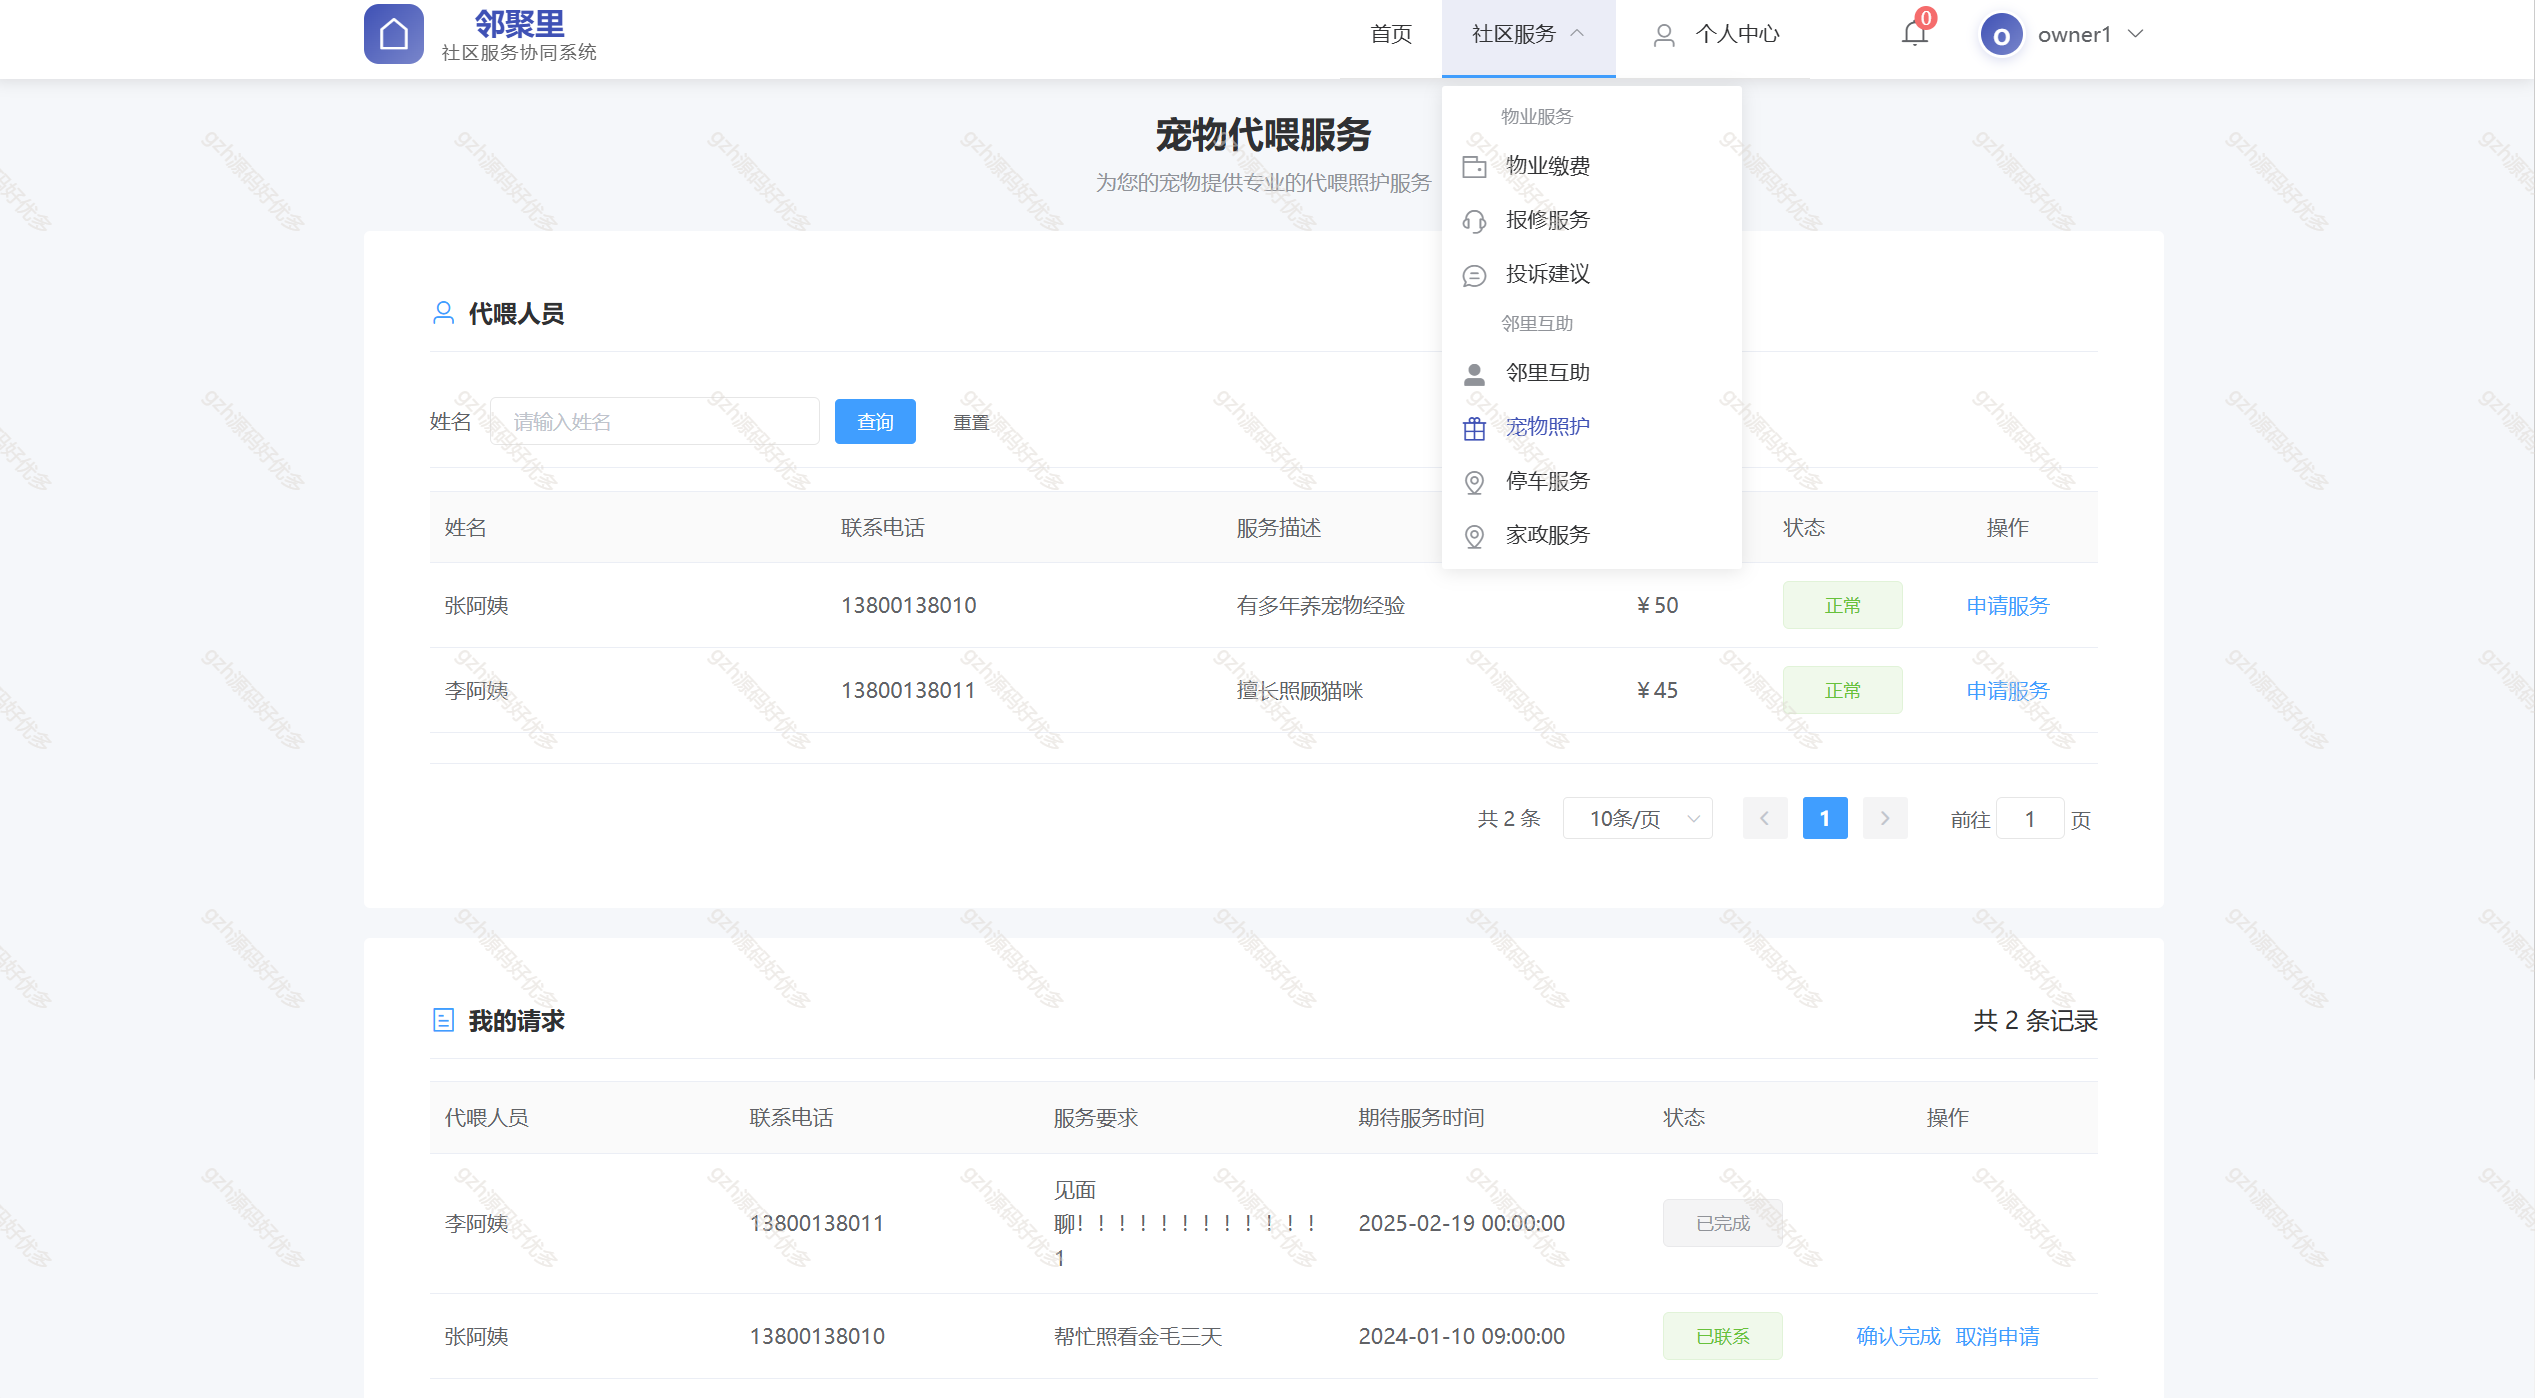 邻聚里
社区服务协同系统
首页
社区服务
个人中心
0
o
owner1
宠物代喂服务
为您的宠物提供专业的代喂照护服务
物业服务
物业缴费
报修服务
投诉建议
邻里互助
邻里互助
宠物照护
停车服务
家政服务
代喂人员
姓名 请输入姓名 查询 重置
姓名 联系电话 服务描述 状态 操作
张阿姨 13800138010 有多年养宠物经验 ￥50 正常 申请服务
李阿姨 13800138011 擅长照顾猫咪 ￥45 正常 申请服务
共 2 条 10条/页 1 前往 1 页
我的请求 共 2 条记录
代喂人员 联系电话 服务要求 期待服务时间 状态 操作
李阿姨 13800138011 见面
聊！！！！！！！！！！！！
1 2025-02-19 00:00:00 已完成
张阿姨 13800138010 帮忙照看金毛三天 2024-01-10 09:00:00 已联系 确认完成 取消申请
gzh源码好优多